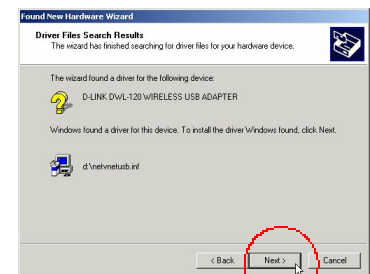 Found New Hardware Wizard
Driver Files Search Results
The wizard has finished searching for driver files for your hardware device.
The wizard found a driver for the following device:
D-LINK DWL-120 WIRELESS USB ADAPTER
Windows found a driver for this device. To install the driver Windows found, click Next.
d:\netvnetusb.inf
< Back
Next >
Cancel